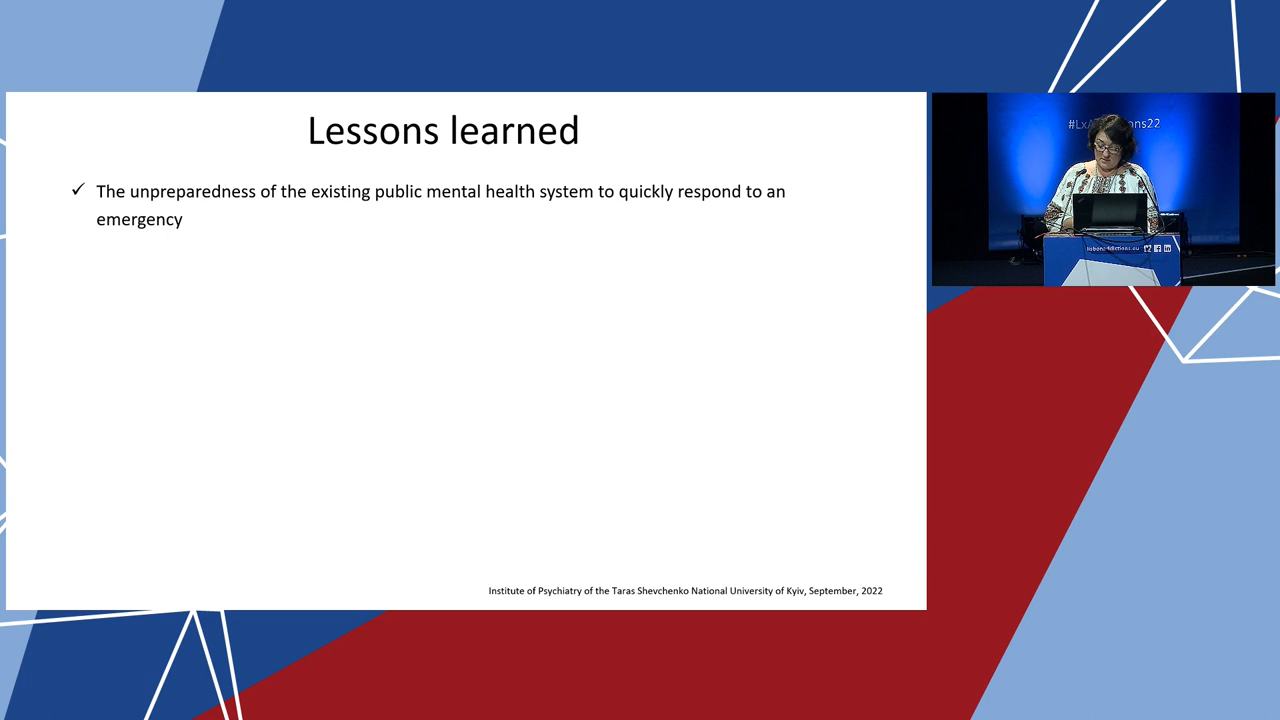 Lessons learned
✓ The unpreparedness of the existing public mental health system to quickly respond to an
emergency
Institute of Psychiatry of the Taras Shevchenko National University of Kyiv, September, 2022